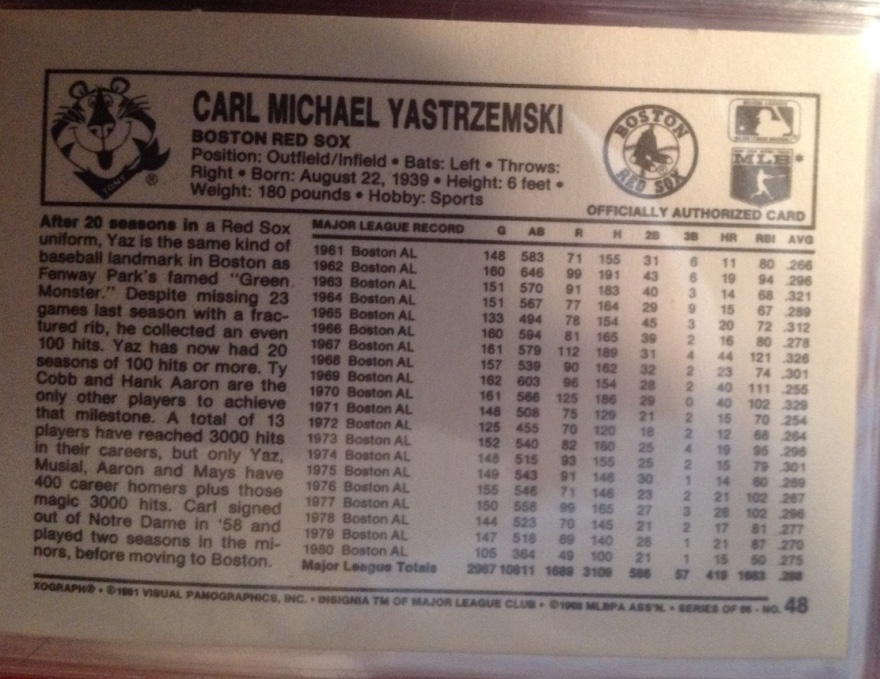 CARL MICHAEL YASTRZEMSKI
BOSTON RED SOX
Position: Outfield/Infield • Bats: Left • Throws:
Right • Born: August 22, 1939 • Height: 6 feet •
Weight: 180 pounds • Hobby: Sports
TONY
®
BOSTON
RED SOX
MLB*
OFFICIALLY AUTHORIZED CARD
After 20 seasons in a Red Sox
uniform, Yaz is the same kind of
baseball landmark in Boston as
Fenway Park's famed "Green
Monster." Despite missing 23
games last season with a frac-
tured rib, he collected an even
100 hits. Yaz has now had 20
seasons of 100 hits or more. Ty
Cobb and Hank Aaron are the
only other players to achieve
that milestone. A total of 13
players have reached 3000 hits
in their careers, but only Yaz,
Musial, Aaron and Mays have
400 career homers plus those
magic 3000 hits. Carl signed
out of Notre Dame in '58 and
played two seasons in the mi-
nors, before moving to Boston.
MAJOR LEAGUE RECORD G AB R H 2B 3B HR RBI AVG
1961 Boston AL 148 583 71 155 31 6 11 80 .266
1962 Boston AL 160 646 99 191 43 6 19 94 .296
1963 Boston AL 151 570 91 183 40 3 14 68 .321
1964 Boston AL 151 567 77 164 29 9 15 67 .289
1965 Boston AL 133 494 78 154 45 3 20 72 .312
1966 Boston AL 160 594 81 165 39 2 16 80 .278
1967 Boston AL 161 579 112 189 31 4 44 121 .326
1968 Boston AL 157 539 90 162 32 2 23 74 .301
1969 Boston AL 162 603 96 154 28 2 40 111 .255
1970 Boston AL 161 566 125 186 29 0 40 102 .329
1971 Boston AL 148 508 75 129 21 2 15 70 .254
1972 Boston AL 125 455 70 120 18 2 12 68 .264
1973 Boston AL 152 540 82 160 25 4 19 95 .296
1974 Boston AL 148 515 93 155 25 2 15 79 .301
1975 Boston AL 149 543 91 146 30 1 14 60 .269
1976 Boston AL 155 546 71 146 23 2 21 102 .267
1977 Boston AL 150 558 99 165 27 3 28 102 .296
1978 Boston AL 144 523 70 145 21 2 17 81 .277
1979 Boston AL 147 518 69 140 28 1 21 87 .270
1980 Boston AL 105 364 49 100 21 1 15 50 .275
Major League Totals 2967 10811 1689 3109 586 57 419 1663 .288
XOGRAPH® • ©1981 VISUAL PANOGRAPHICS, INC. • INSIGNIA TM OF MAJOR LEAGUE CLUB • ©1968 MLBPA ASS'N. • SERIES OF 66 - NO. 48